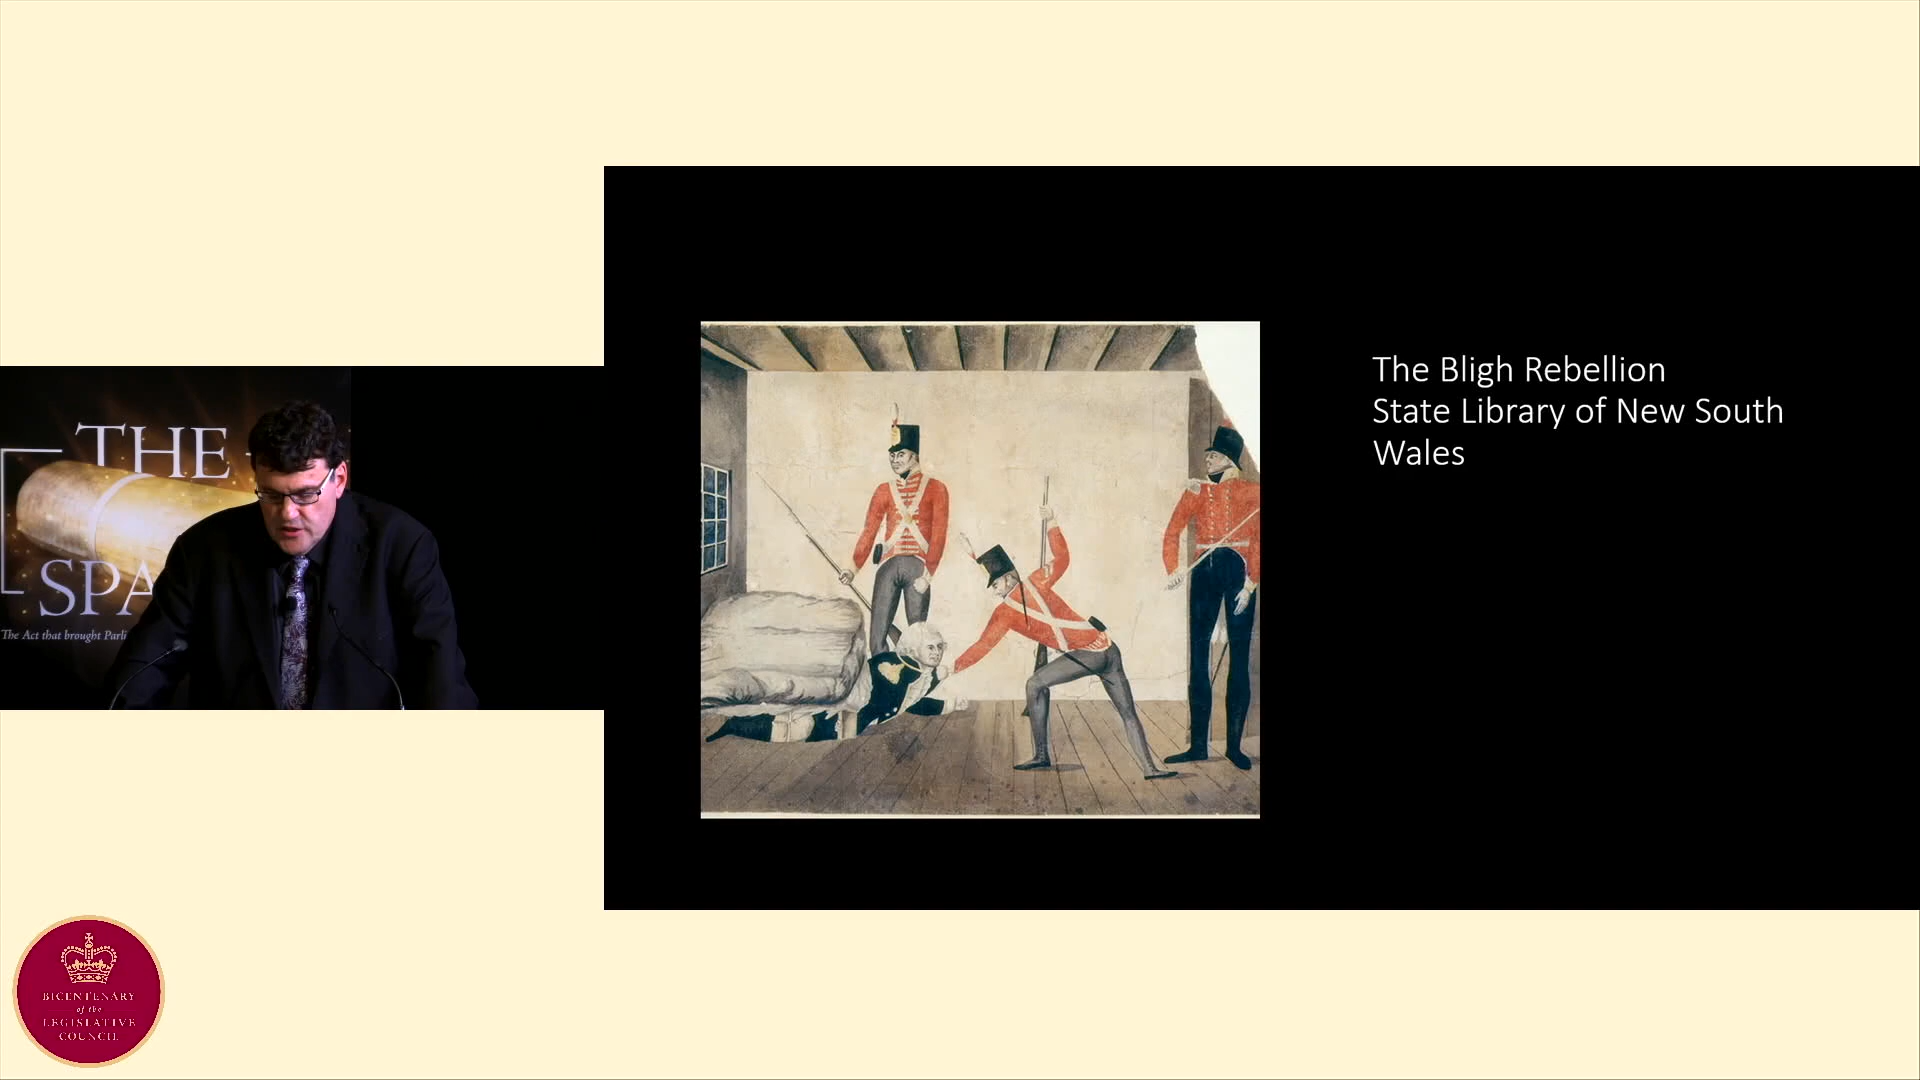 THE
SPA
The Act that brought Parli
The Bligh Rebellion
State Library of New South
Wales
BICENTENARY
of the
LEGISLATIVE
COUNCIL